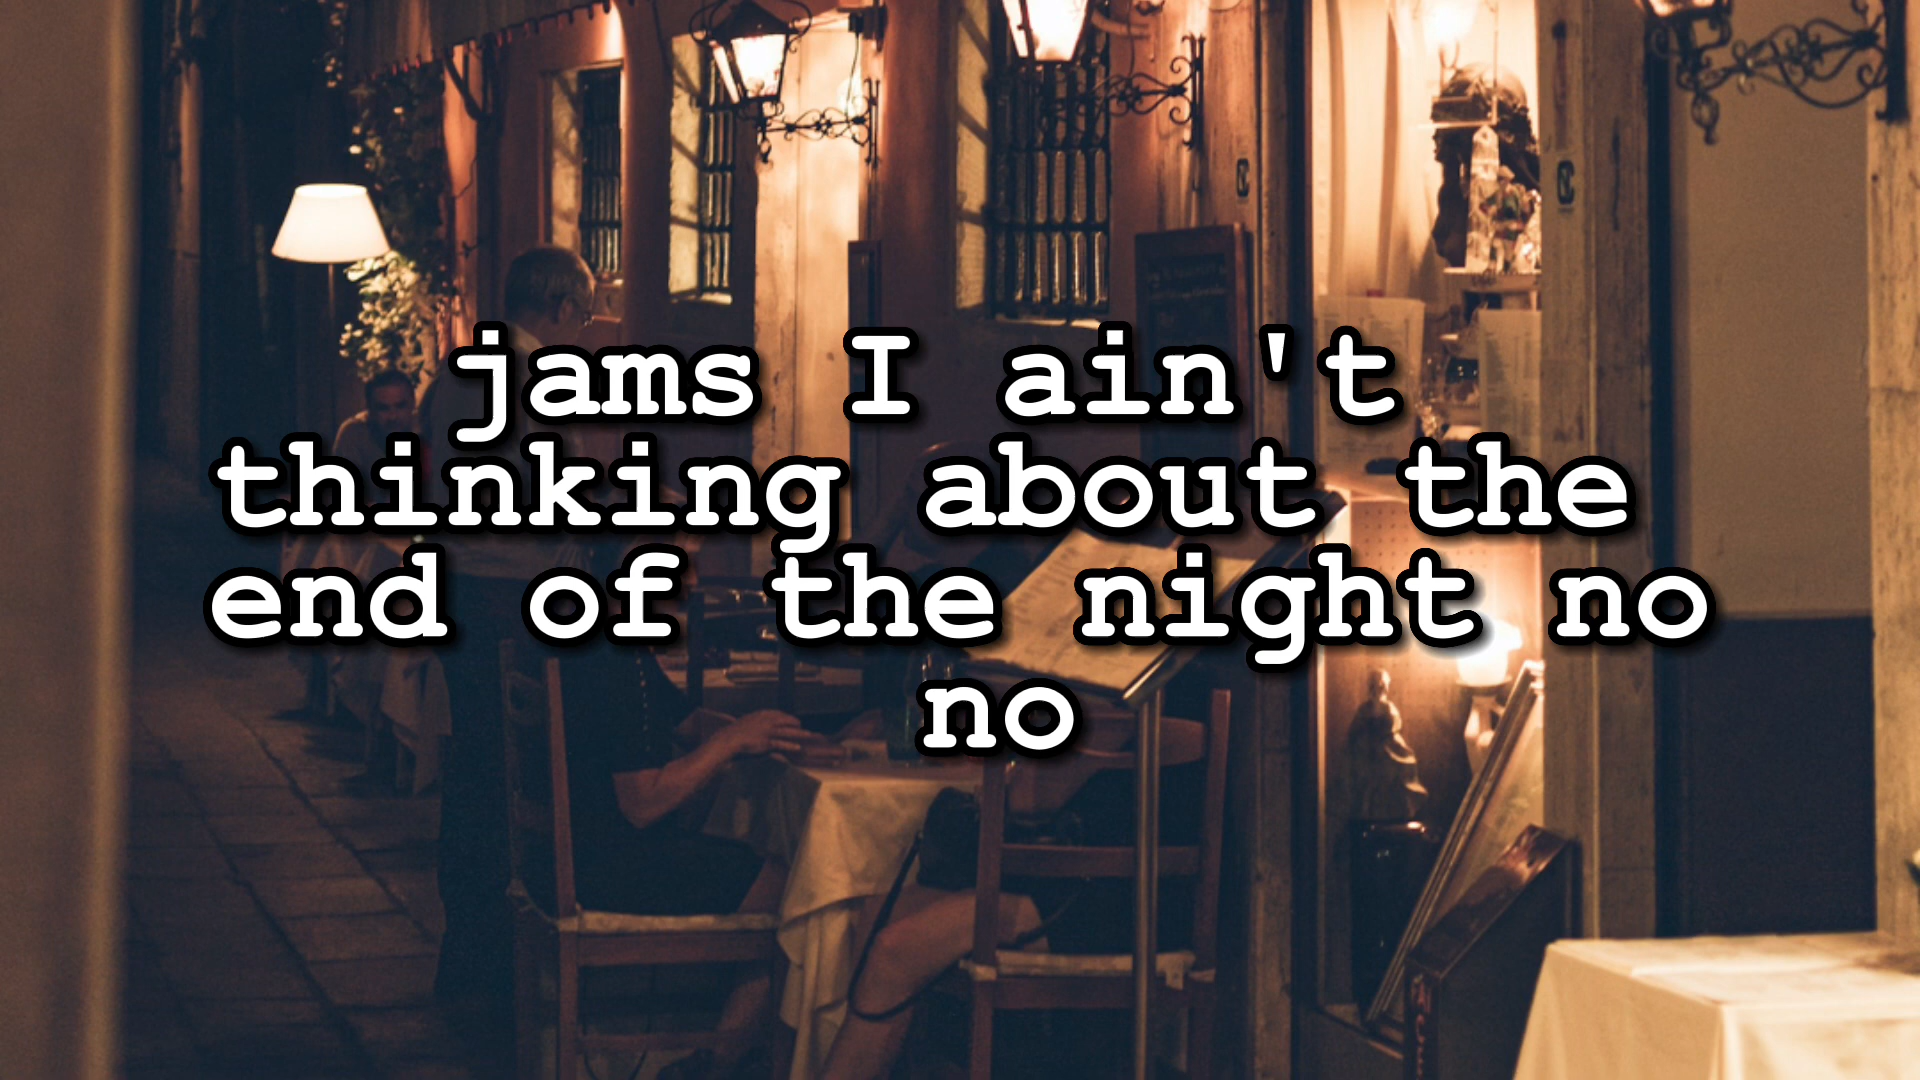 jams I ain't
thinking about the
end of the night no
no